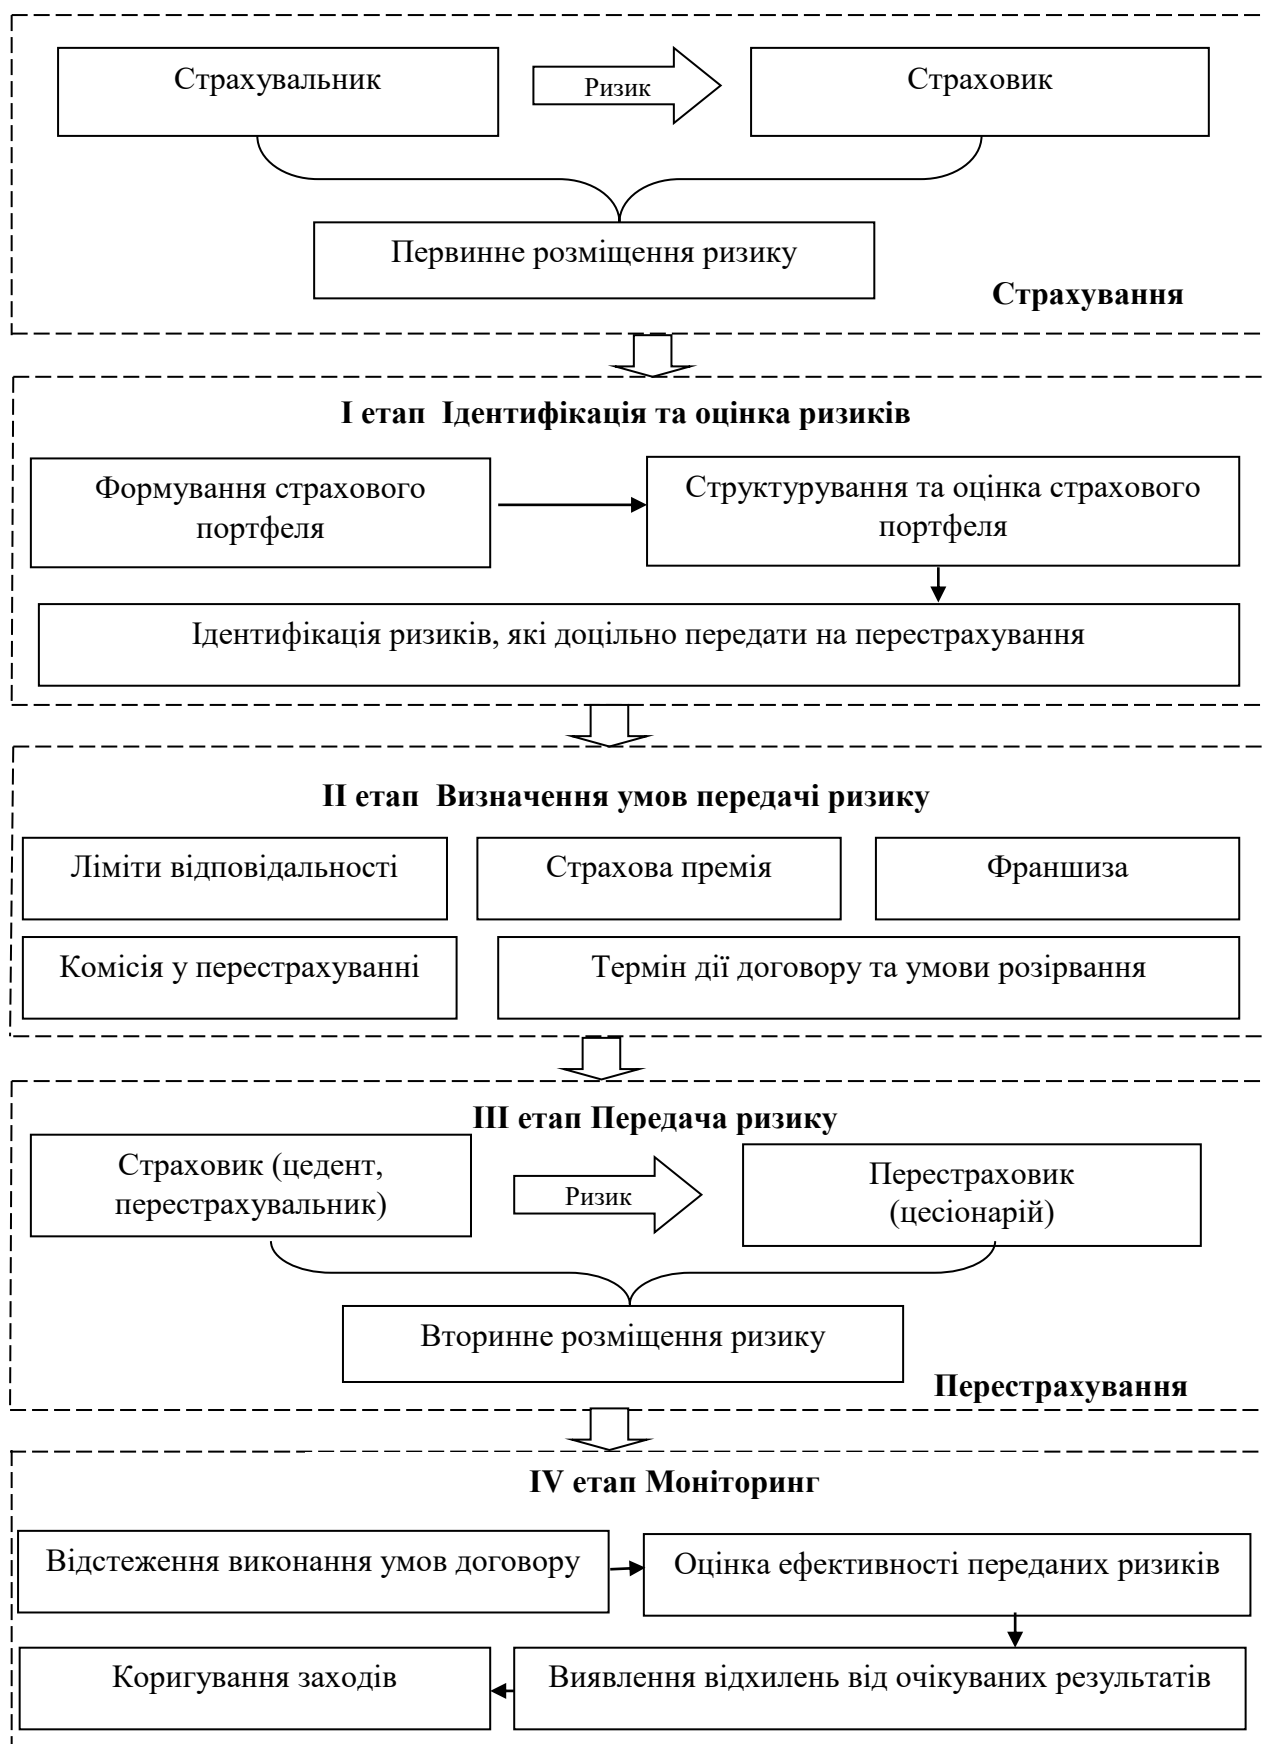 Страхувальник
Ризик
Страховик
Первинне розміщення ризику
Страхування
I етап  Ідентифікація та оцінка ризиків
Формування страхового
портфеля
Структурування та оцінка страхового
портфеля
Ідентифікація ризиків, які доцільно передати на перестрахування
II етап  Визначення умов передачі ризику
Ліміти відповідальності
Страхова премія
Франшиза
Комісія у перестрахуванні
Термін дії договору та умови розірвання
III етап Передача ризику
Страховик (цедент,
перестрахувальник)
Ризик
Перестраховик
(цесіонарій)
Вторинне розміщення ризику
Перестрахування
IV етап Моніторинг
Відстеження виконання умов договору
Оцінка ефективності переданих ризиків
Коригування заходів
Виявлення відхилень від очікуваних результатів